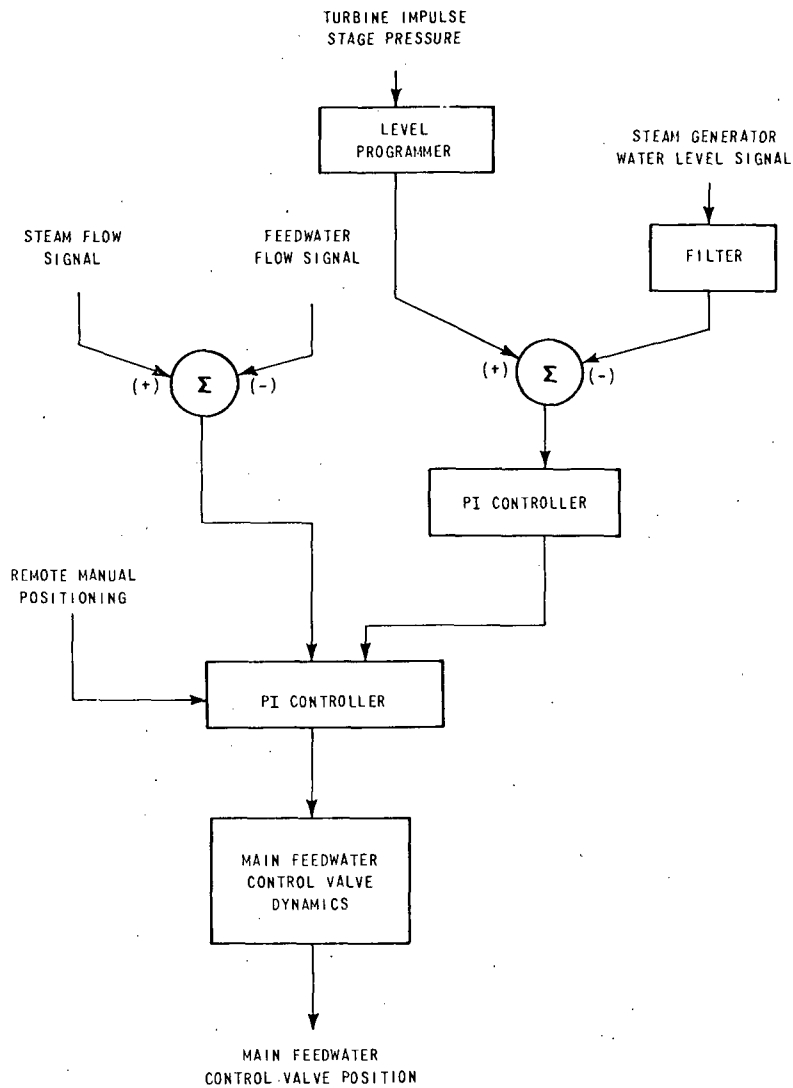 TURBINE IMPULSE
STAGE PRESSURE
LEVEL
PROGRAMMER
STEAM GENERATOR
WATER LEVEL SIGNAL
FILTER
STEAM FLOW
SIGNAL
FEEDWATER
FLOW SIGNAL
(+) Σ (-)
(+) Σ (-)
PI CONTROLLER
REMOTE MANUAL
POSITIONING
PI CONTROLLER
MAIN FEEDWATER
CONTROL VALVE
DYNAMICS
MAIN FEEDWATER
CONTROL VALVE POSITION